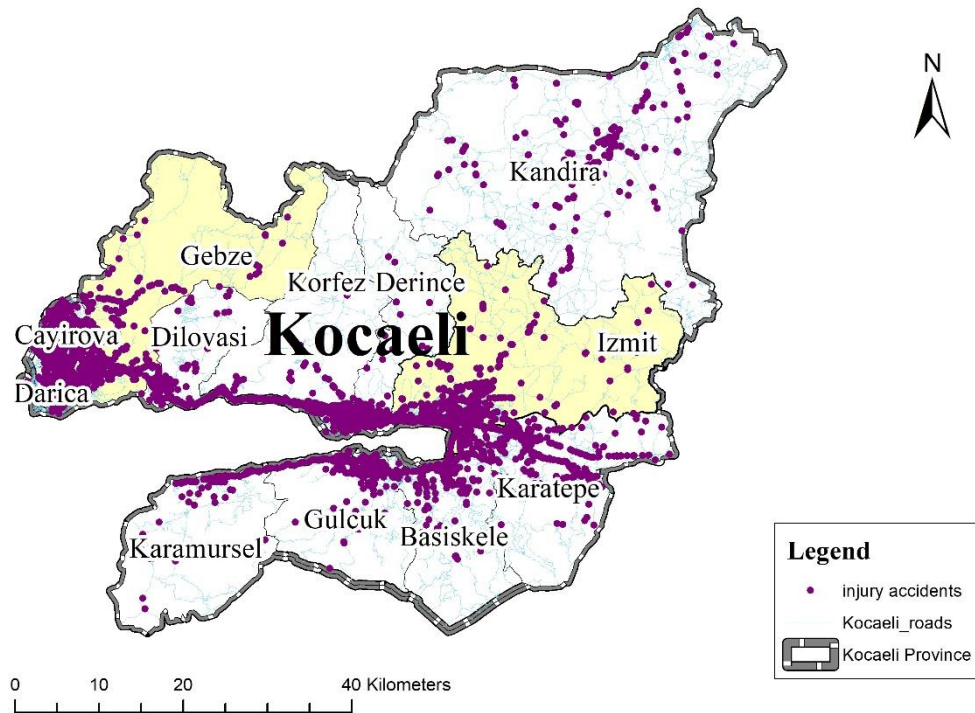 N
Kandira
Gebze
Korfez Derince
Cayirova
Dilovasi
Kocaeli
Izmit
Darica
Karatepe
Gulcuk
Basiskele
Karamursel
Legend
injury accidents
Kocaeli_roads
Kocaeli Province
0 10 20 40 Kilometers